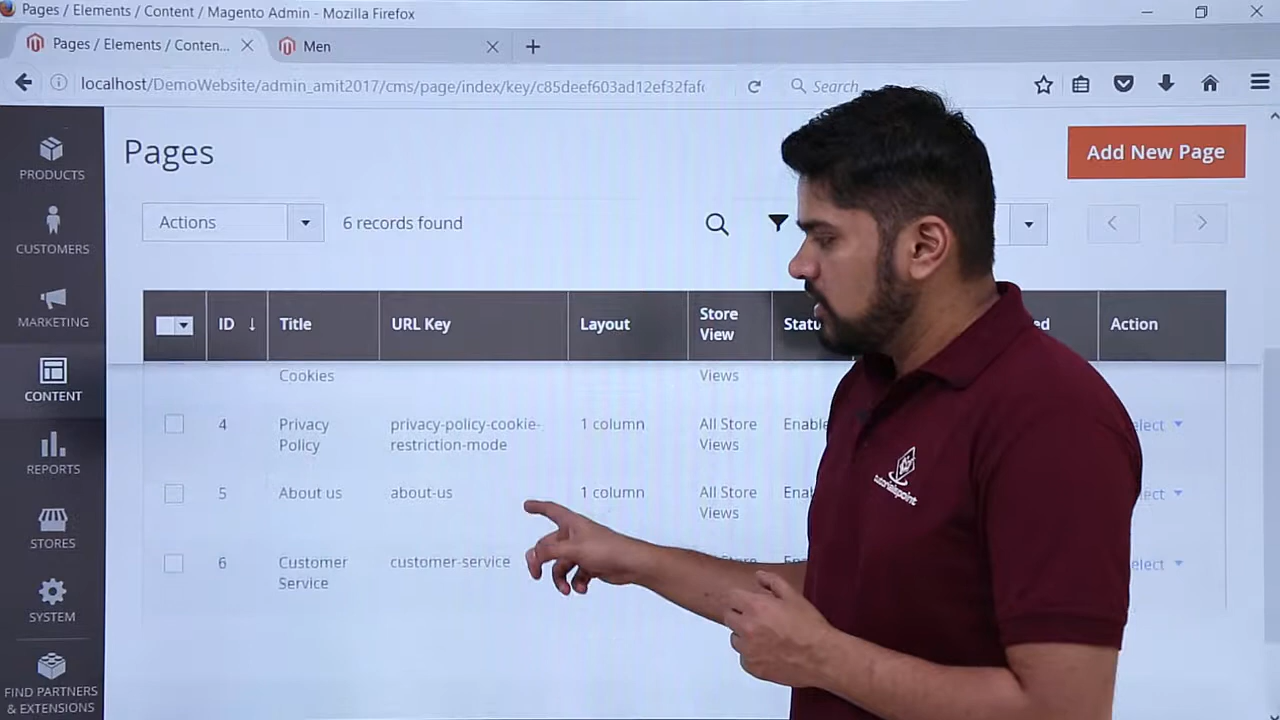 Pages / Elements / Content / Magento Admin - Mozilla Firefox
Pages / Elements / Conten...
Men
localhost/DemoWebsite/admin_amit2017/cms/page/index/key/c85deef603ad12ef32faf
Search
PRODUCTS
CUSTOMERS
MARKETING
CONTENT
REPORTS
STORES
SYSTEM
FIND PARTNERS
& EXTENSIONS
Pages
Add New Page
Actions
6 records found
ID ↓ Title URL Key Layout Store View Action
Cookies Views
4 Privacy Policy privacy-policy-cookie-restriction-mode 1 column All Store Views
5 About us about-us 1 column All Store Views
6 Customer Service customer-service
tutorialspoint